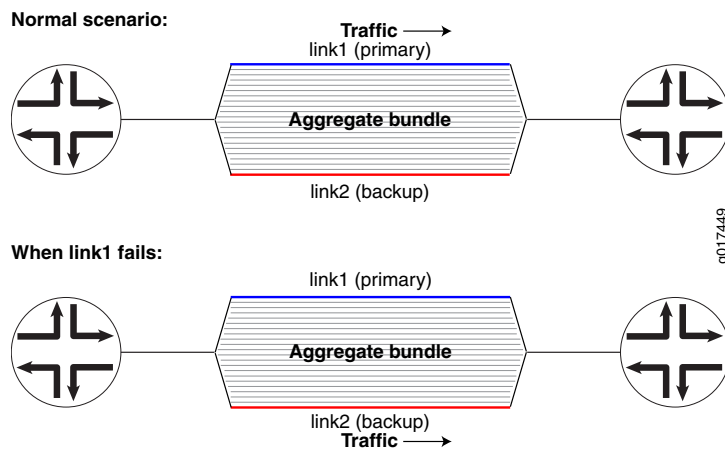 Normal scenario:
Traffic
link1 (primary)
Aggregate bundle
link2 (backup)
g017449
When link1 fails:
link1 (primary)
Aggregate bundle
link2 (backup)
Traffic